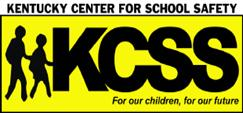 KENTUCKY CENTER FOR SCHOOL SAFETY
KCSS
For our children, for our future